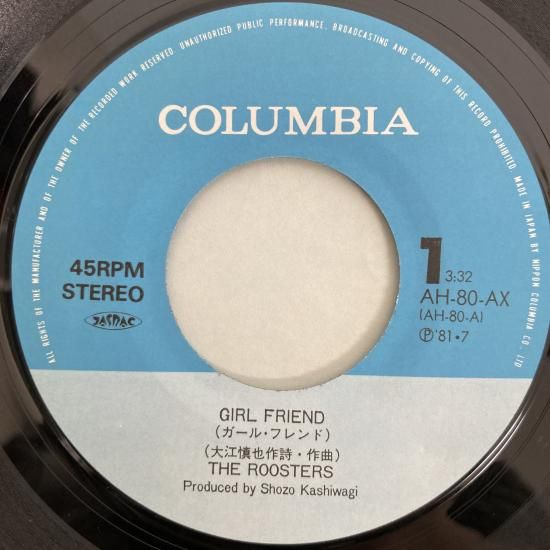 ALL RIGHTS OF THE MANUFACTURER AND OF THE OWNER OF THE RECORDED WORK RESERVED. UNAUTHORIZED PUBLIC PERFORMANCE, BROADCASTING AND COPYING OF THIS RECORD PROHIBITED. MADE IN JAPAN BY NIPPON COLUMBIA CO., LTD
COLUMBIA
45RPM
STEREO
JASRAC
1 3:32
AH-80-AX
(AH-80-A)
Ⓟ'81・7
GIRL FRIEND
(ガール・フレンド)
(大江慎也作詩・作曲)
THE ROOSTERS
Produced by Shozo Kashiwagi